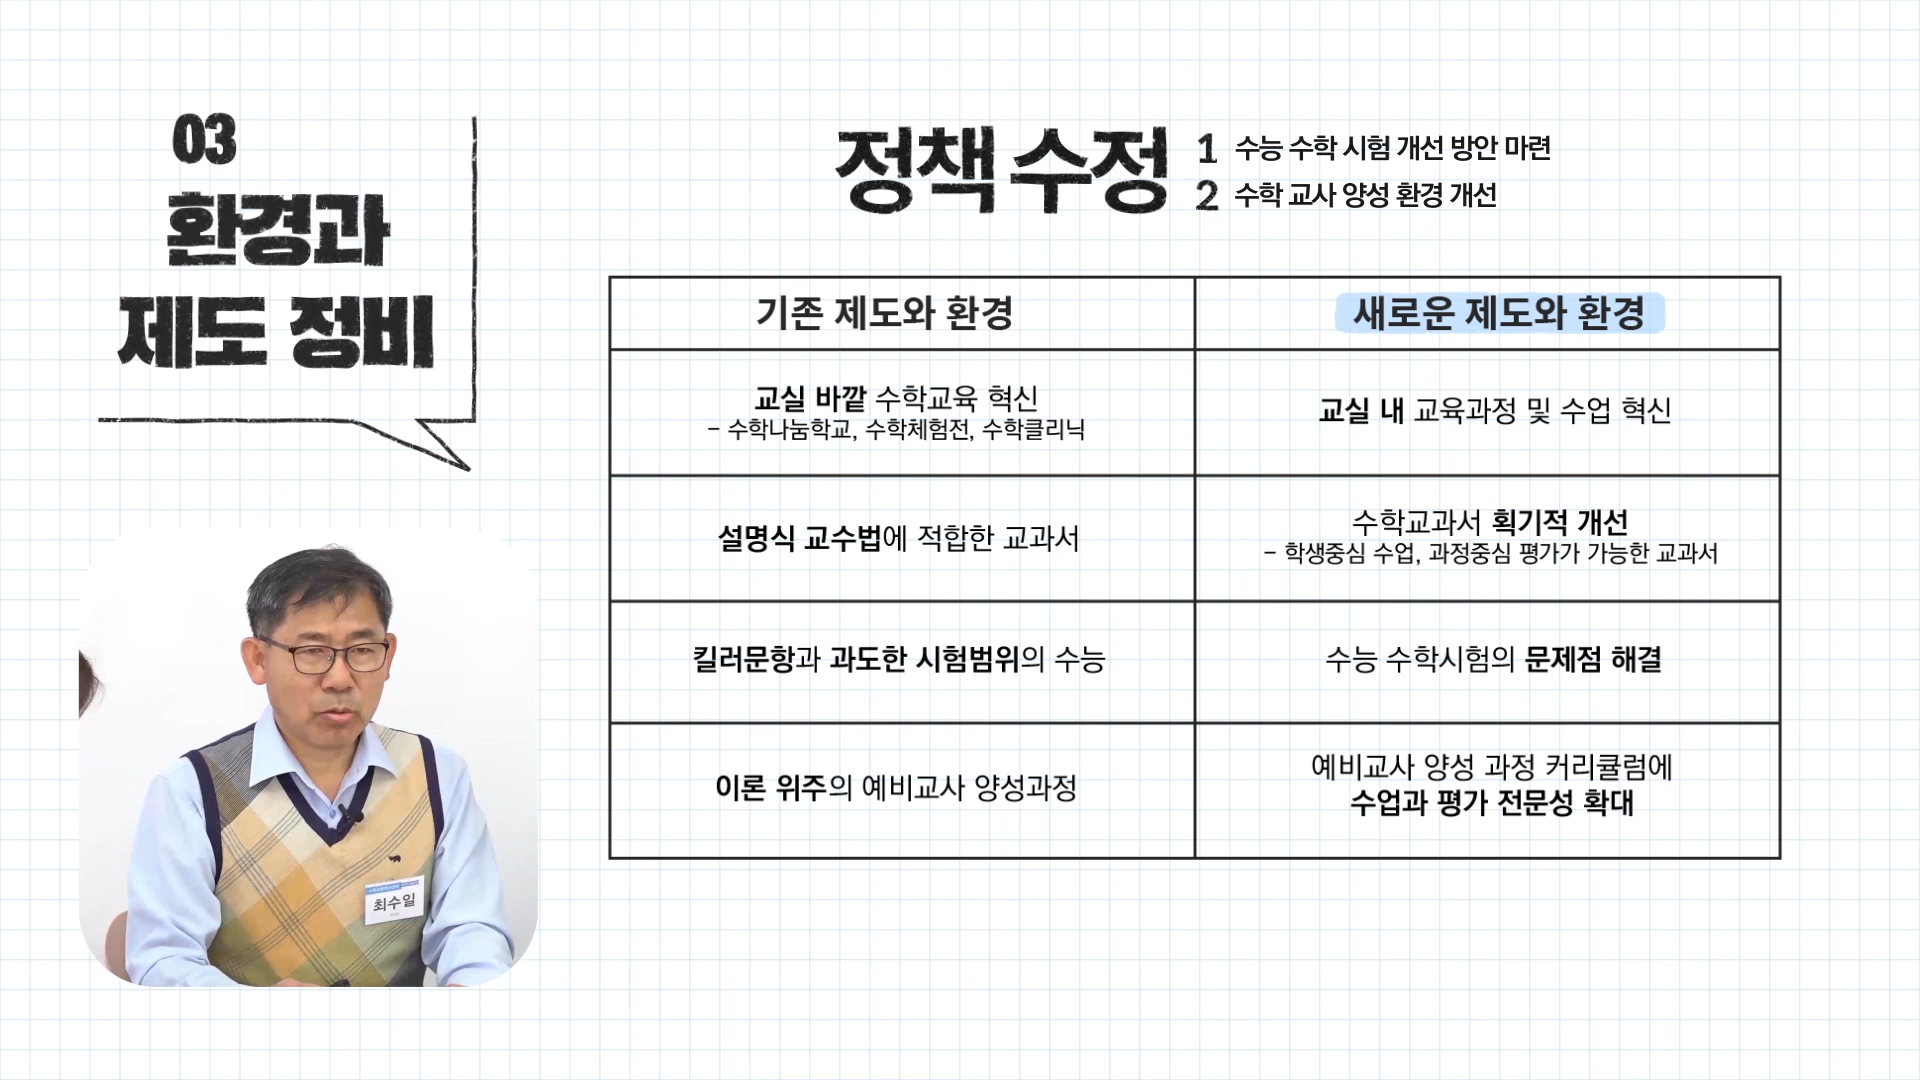 03
환경과
제도 정비
정책 수정
1 수능 수학 시험 개선 방안 마련
2 수학 교사 양성 환경 개선
기존 제도와 환경
새로운 제도와 환경
교실 바깥 수학교육 혁신
- 수학나눔학교, 수학체험전, 수학클리닉
교실 내 교육과정 및 수업 혁신
설명식 교수법에 적합한 교과서
수학교과서 획기적 개선
- 학생중심 수업, 과정중심 평가가 가능한 교과서
킬러문항과 과도한 시험범위의 수능
수능 수학시험의 문제점 해결
이론 위주의 예비교사 양성과정
예비교사 양성 과정 커리큘럼에
수업과 평가 전문성 확대
최수일